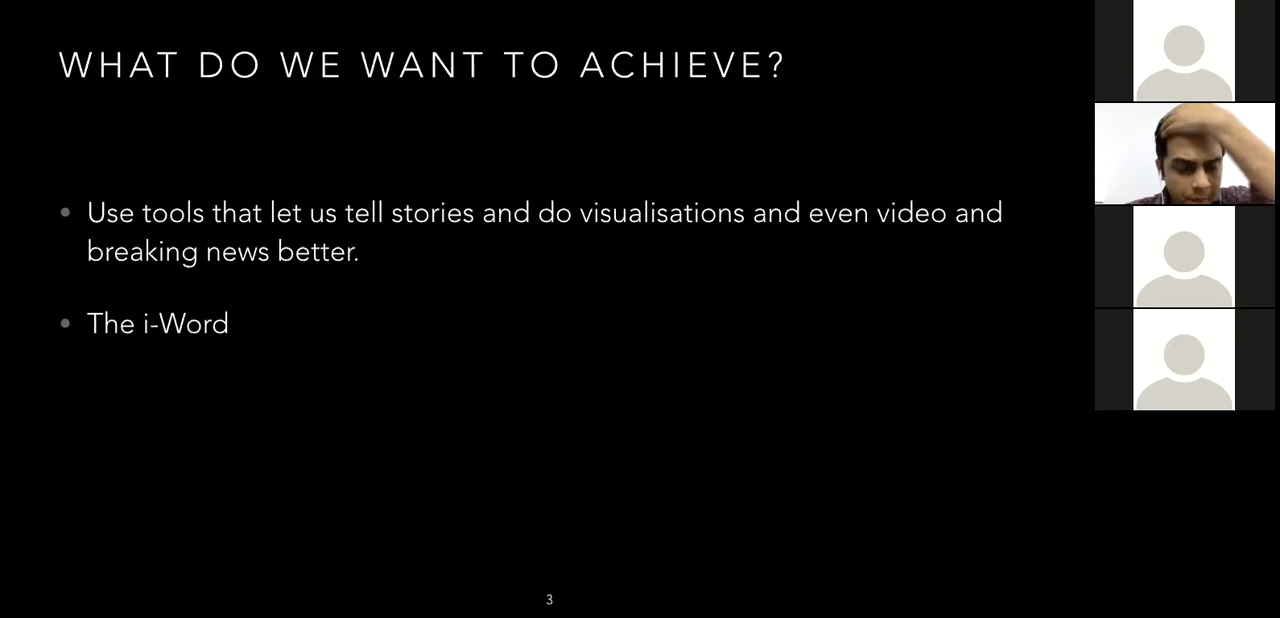 WHAT DO WE WANT TO ACHIEVE?
• Use tools that let us tell stories and do visualisations and even video and
breaking news better.
• The i-Word
3